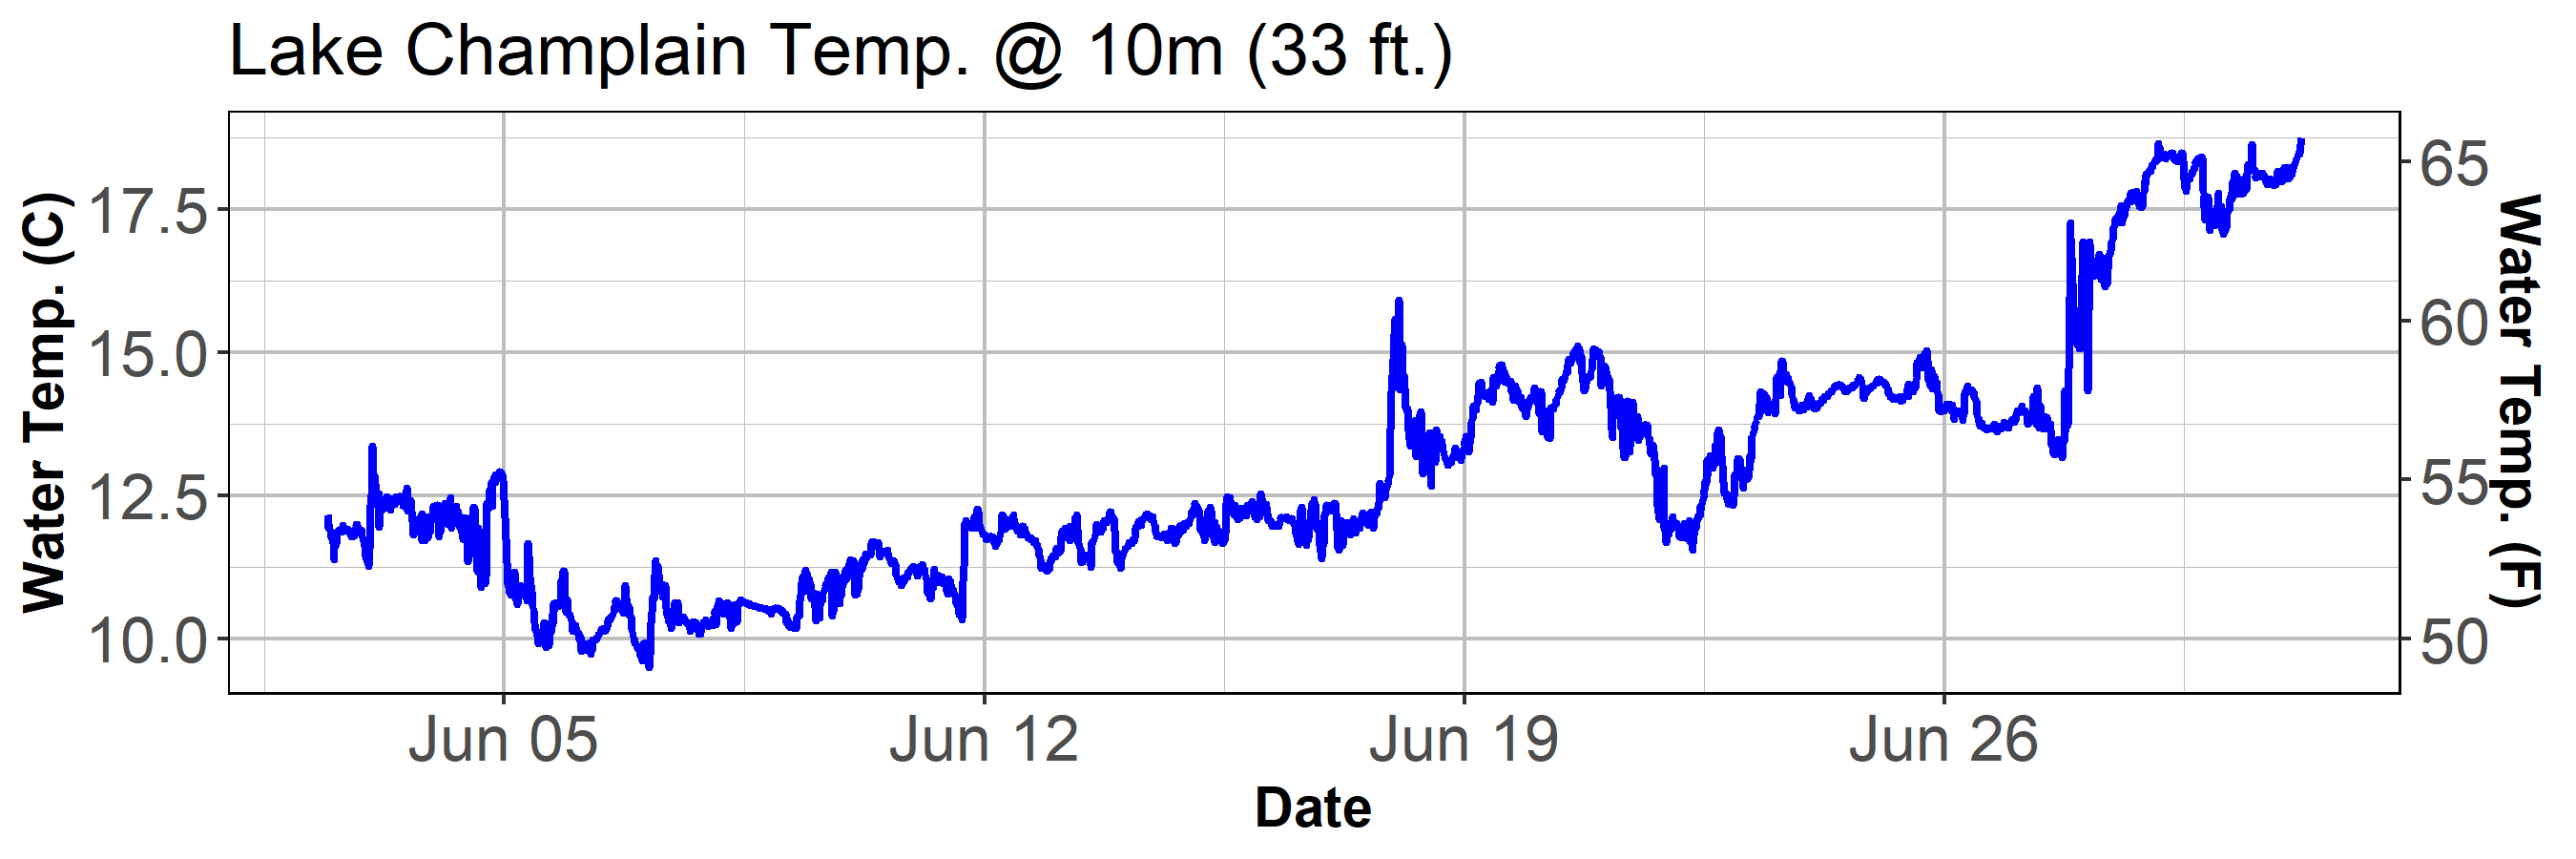 Lake Champlain Temp. @ 10m (33 ft.)
Water Temp. (C)
17.5
15.0
12.5
10.0
65
60
55
50
Water Temp. (F)
Jun 05 Jun 12 Jun 19 Jun 26
Date